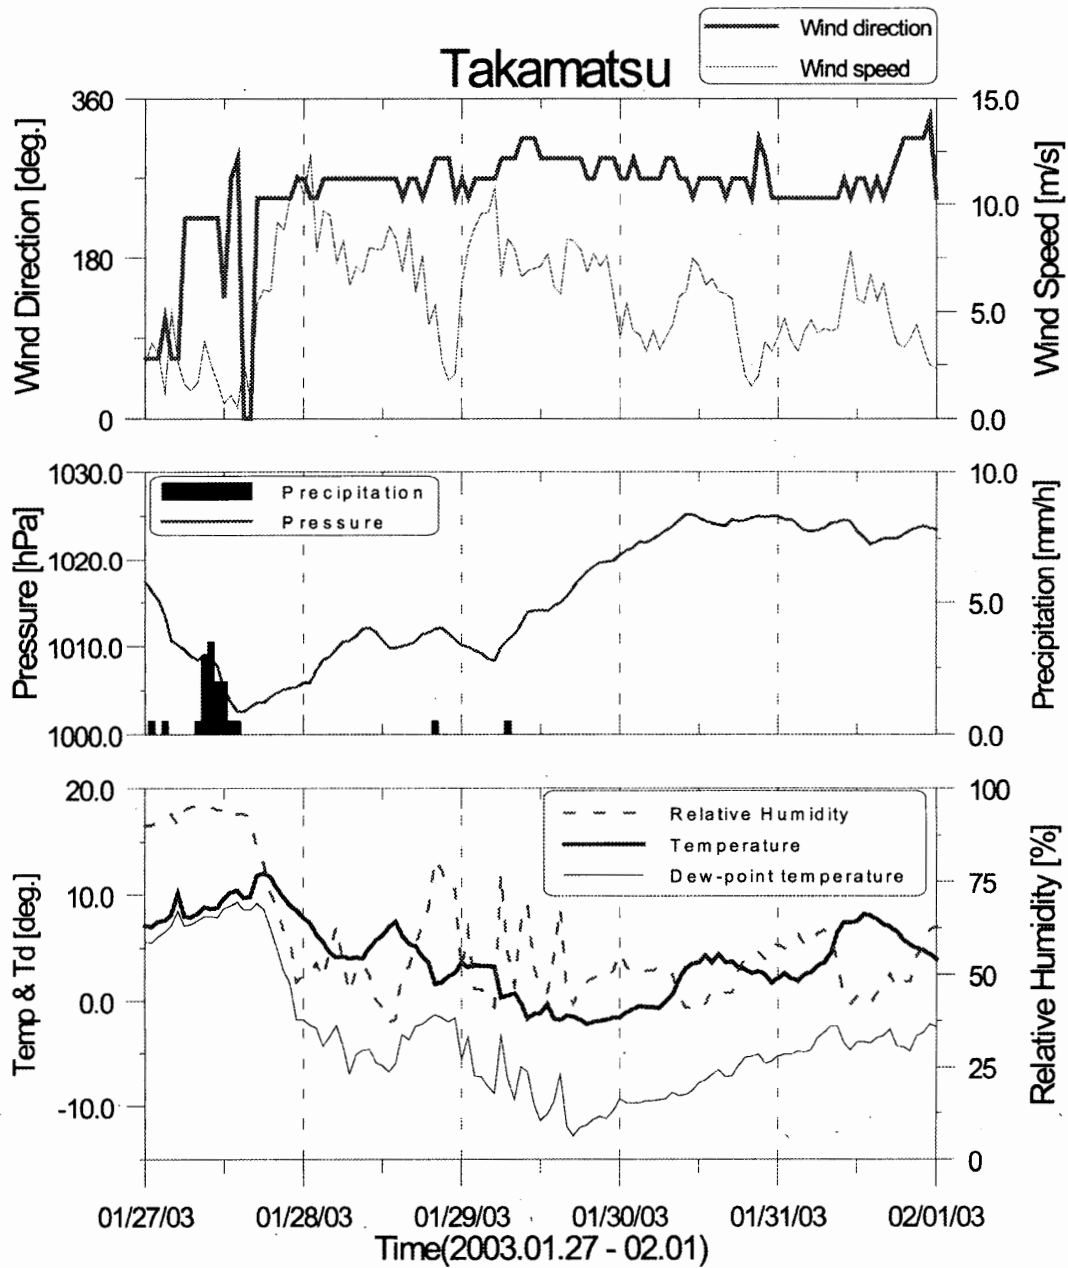 Takamatsu
Wind direction
Wind speed
Wind Direction [deg.]
360
180
0
Wind Speed [m/s]
15.0
10.0
5.0
0.0
Precipitation
Pressure
Pressure [hPa]
1030.0
1020.0
1010.0
1000.0
Precipitation [mm/h]
10.0
5.0
0.0
Relative Humidity
Temperature
Dew-point temperature
Temp & Td [deg.]
20.0
10.0
0.0
-10.0
Relative Humidity [%]
100
75
50
25
0
01/27/03 01/28/03 01/29/03 01/30/03 01/31/03 02/01/03
Time(2003.01.27 - 02.01)